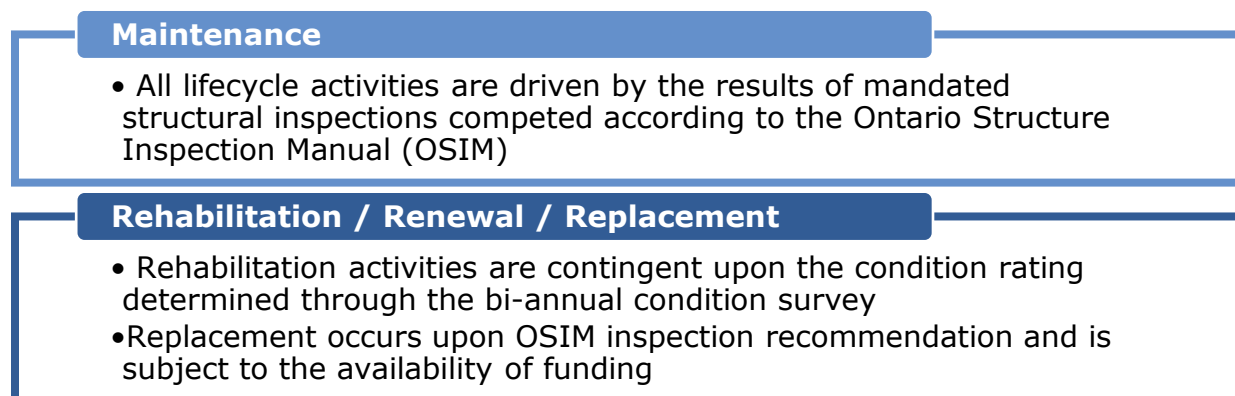 Maintenance
• All lifecycle activities are driven by the results of mandated
structural inspections competed according to the Ontario Structure
Inspection Manual (OSIM)
Rehabilitation / Renewal / Replacement
• Rehabilitation activities are contingent upon the condition rating
determined through the bi-annual condition survey
•Replacement occurs upon OSIM inspection recommendation and is
subject to the availability of funding